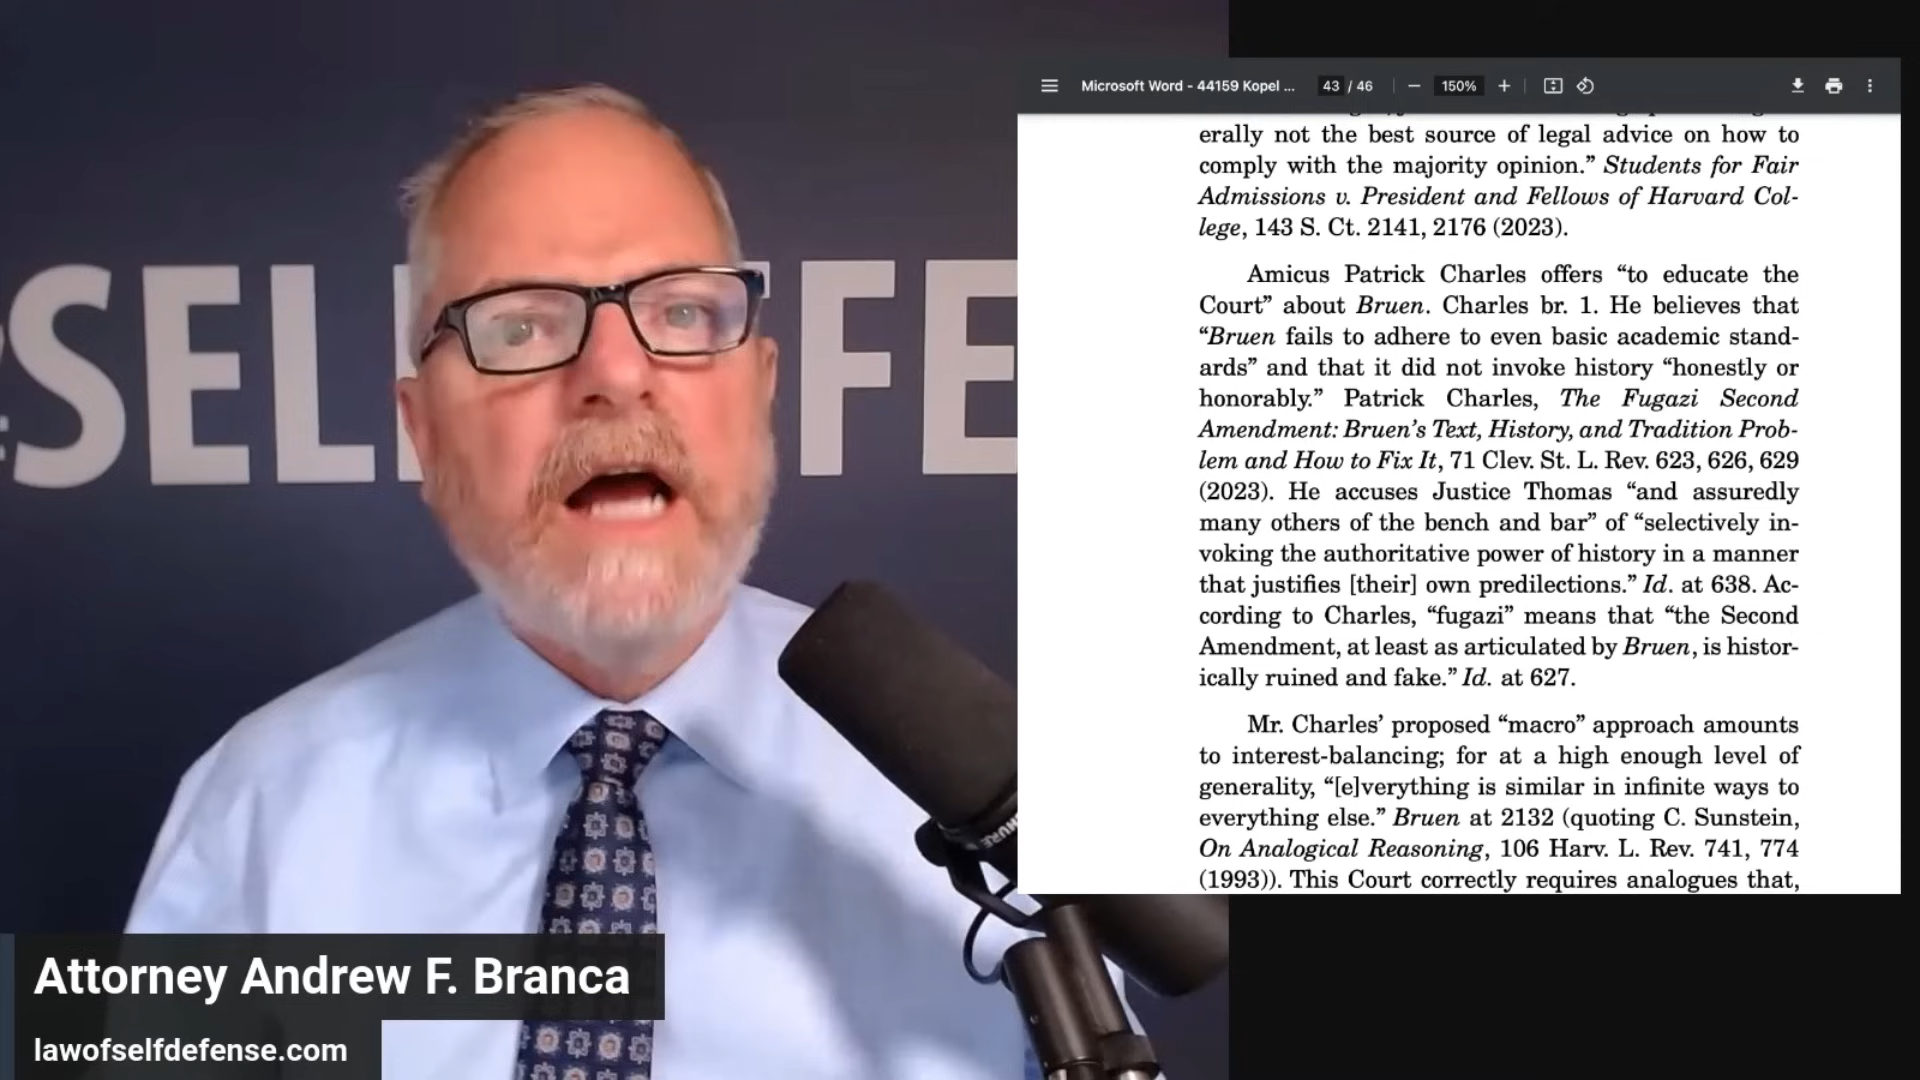 SELF
FE
Microsoft Word - 44159 Kopel ...
43 / 46
150%
erally not the best source of legal advice on how to
comply with the majority opinion.” Students for Fair
Admissions v. President and Fellows of Harvard Col-
lege, 143 S. Ct. 2141, 2176 (2023).
Amicus Patrick Charles offers “to educate the
Court” about Bruen. Charles br. 1. He believes that
“Bruen fails to adhere to even basic academic stand-
ards” and that it did not invoke history “honestly or
honorably.” Patrick Charles, The Fugazi Second
Amendment: Bruen’s Text, History, and Tradition Prob-
lem and How to Fix It, 71 Clev. St. L. Rev. 623, 626, 629
(2023). He accuses Justice Thomas “and assuredly
many others of the bench and bar” of “selectively in-
voking the authoritative power of history in a manner
that justifies [their] own predilections.” Id. at 638. Ac-
cording to Charles, “fugazi” means that “the Second
Amendment, at least as articulated by Bruen, is histor-
ically ruined and fake.” Id. at 627.
Mr. Charles’ proposed “macro” approach amounts
to interest-balancing; for at a high enough level of
generality, “[e]verything is similar in infinite ways to
everything else.” Bruen at 2132 (quoting C. Sunstein,
On Analogical Reasoning, 106 Harv. L. Rev. 741, 774
(1993)). This Court correctly requires analogues that,
Attorney Andrew F. Branca
lawofselfdefense.com